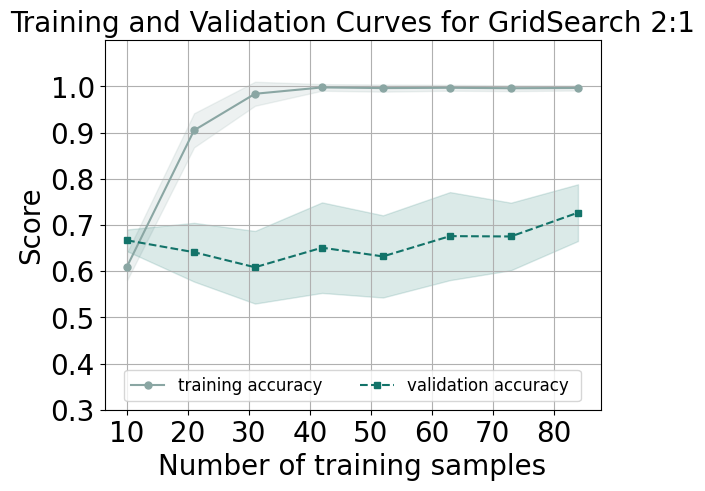 Training and Validation Curves for GridSearch 2:1
1.0
0.9
0.8
0.7
0.6
0.5
0.4
0.3
Score
training accuracy validation accuracy
10 20 30 40 50 60 70 80
Number of training samples